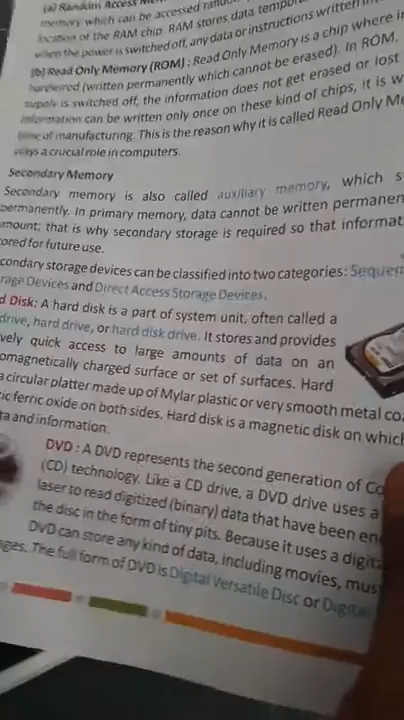 (a) Random Access Mem
memory which can be accessed
location of the RAM chip. RAM stores data
when the power is switched off, any data or instructions written in
(b) Read Only Memory (ROM) : Read Only Memory is a chip where in
(written permanently which cannot be erased). In ROM,
supply is switched off, the information does not get erased or lost
information can be written only once on these kind of chips, it is w
time of manufacturing. This is the reason why it is called Read Only Me
plays a crucial role in computers.
Secondary Memory
Secondary memory is also called auxiliary memory, which s
permanently. In primary memory, data cannot be written permanen
mount; that is why secondary storage is required so that informat
ored for future use.
condary storage devices can be classified into two categories: Sequen
rage Devices and Direct Access Storage Devices.
d Disk: A hard disk is a part of system unit, often called a
drive, hard drive, or hard disk drive. It stores and provides
vely quick access to large amounts of data on an
omagnetically charged surface or set of surfaces. Hard
a circular platter made up of Mylar plastic or very smooth metal coa
ic ferric oxide on both sides. Hard disk is a magnetic disk on which
ta and information.
DVD : A DVD represents the second generation of Co
(CD) technology. Like a CD drive, a DVD drive uses a
laser to read digitized (binary) data that have been en
the disc in the form of tiny pits. Because it uses a digita
DVD can store any kind of data, including movies, mus
ages. The full form of DVD is Digital Versatile Disc or Digital